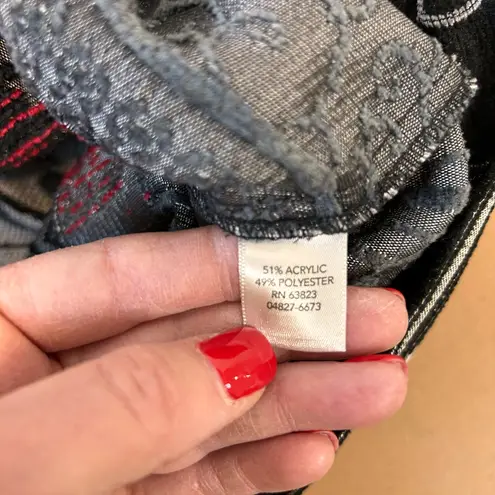 51% ACRYLIC
49% POLYESTER
RN 63823
04827-6673